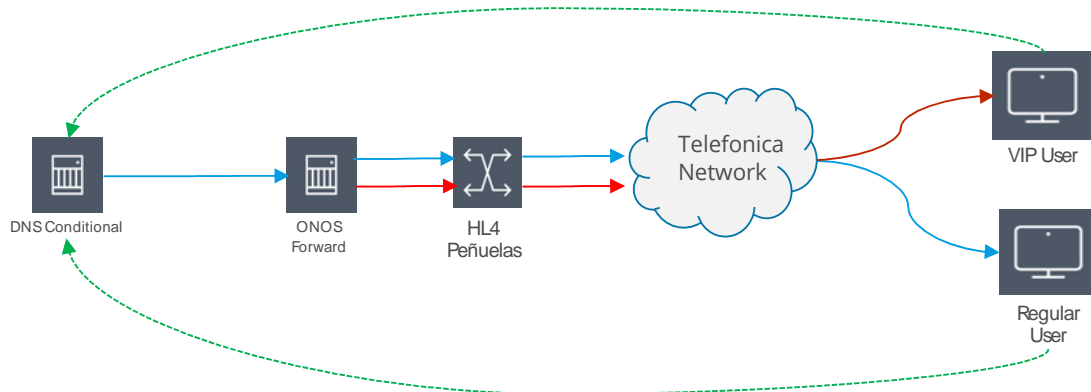 Telefonica
Network
VIP User
DNS Conditional
ONOS
Forward
HL4
Peñuelas
Regular
User